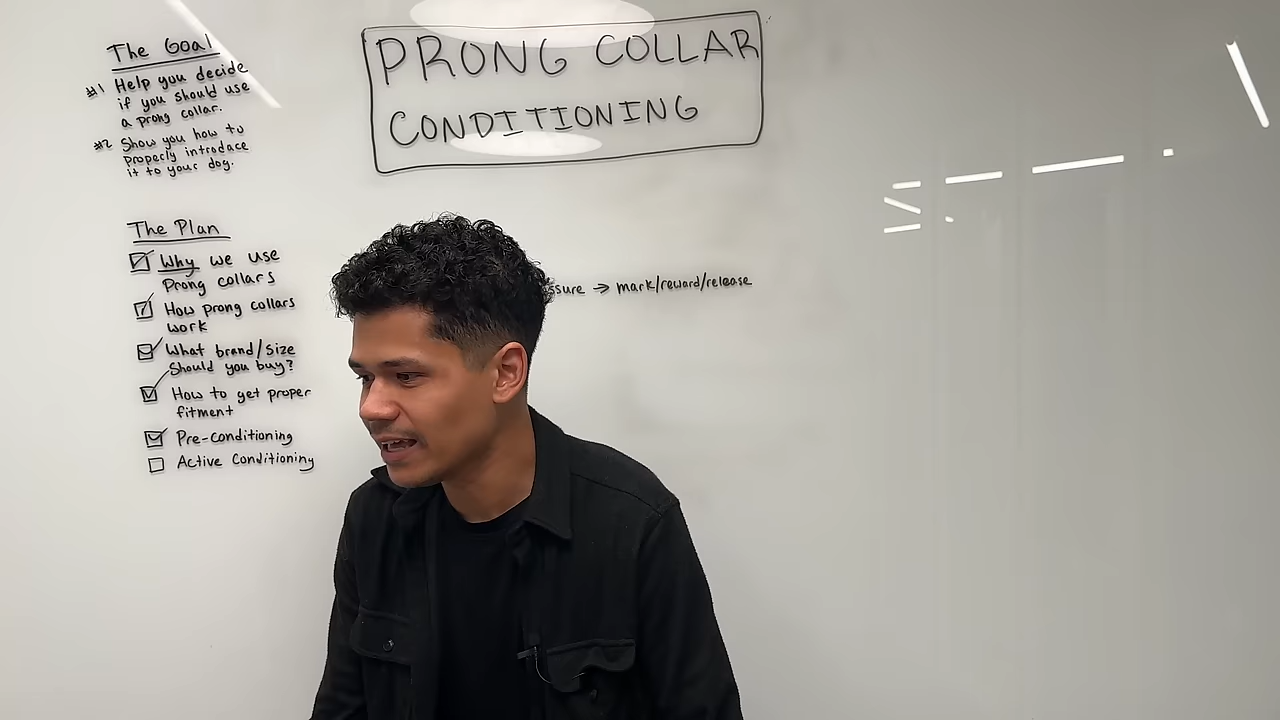 The Goal
#1 Help you decide
if you should use
a prong collar.
#2 Show you how to
properly introduce
it to your dog.
PRONG COLLAR
CONDITIONING
The Plan
Why we use
Prong collars
How prong collars
work
What brand/size
Should you buy?
How to get proper
fitment
Pre-conditioning
Active Conditioning
→ mark/reward/release